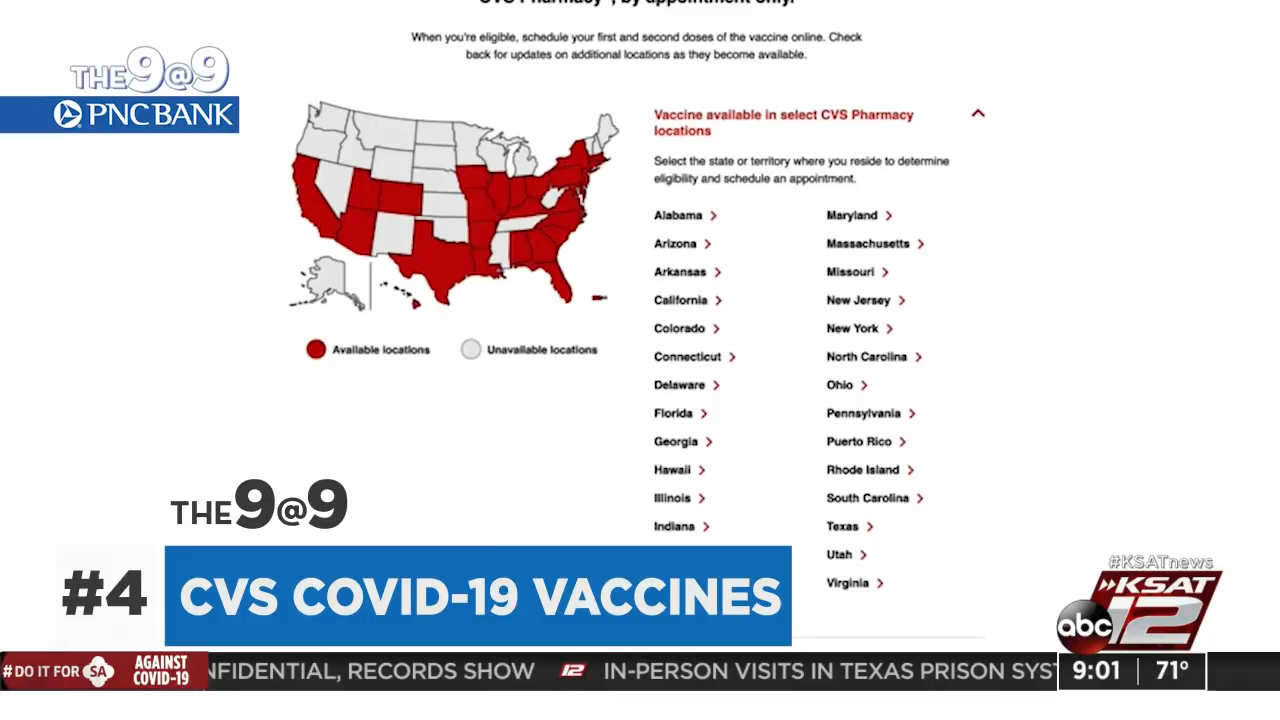 CVS Pharmacy®, by appointment only.
When you're eligible, schedule your first and second doses of the vaccine online. Check
back for updates on additional locations as they become available.
THE 9@9
PNC BANK
Vaccine available in select CVS Pharmacy
locations
Select the state or territory where you reside to determine
eligibility and schedule an appointment.
Alabama
Arizona
Arkansas
California
Colorado
Connecticut
Delaware
Florida
Georgia
Hawaii
Illinois
Indiana
Maryland
Massachusetts
Missouri
New Jersey
New York
North Carolina
Ohio
Pennsylvania
Puerto Rico
Rhode Island
South Carolina
Texas
Utah
Virginia
Available locations
Unavailable locations
THE 9@9
#4 CVS COVID-19 VACCINES
#KSATnews
KSAT
abc 12
#DO IT FOR SA
AGAINST
COVID-19
NFIDENTIAL, RECORDS SHOW 12 IN-PERSON VISITS IN TEXAS PRISON SYST
9:01 71°